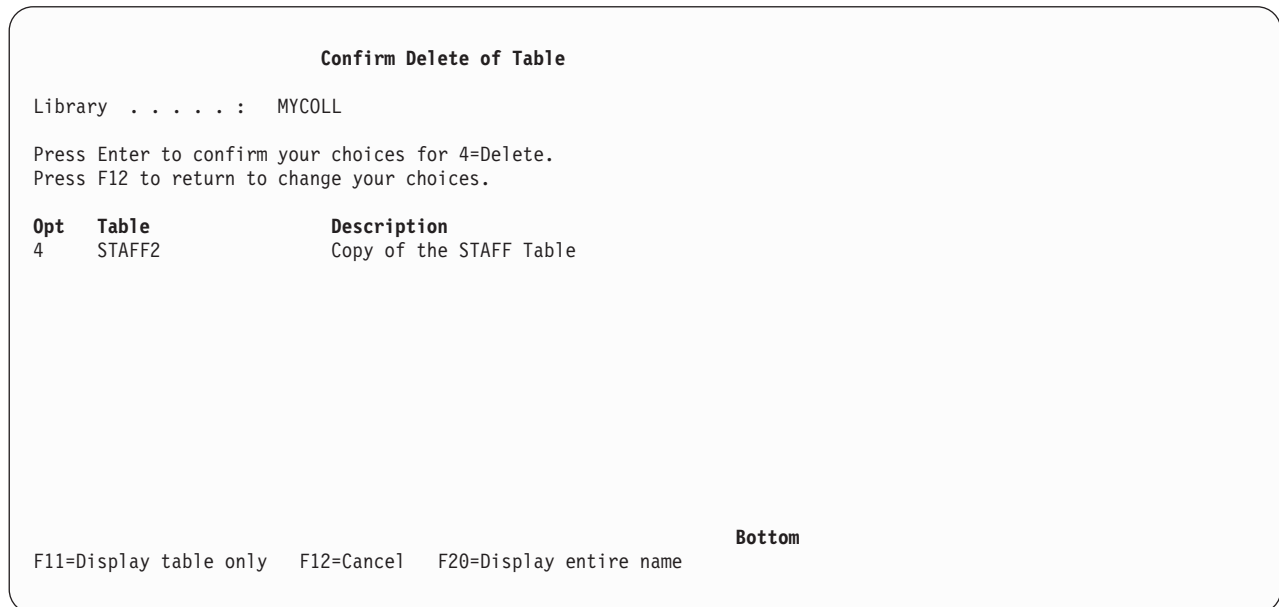 Confirm Delete of Table
Library . . . . . : MYCOLL
Press Enter to confirm your choices for 4=Delete.
Press F12 to return to change your choices.
Opt Table Description
4 STAFF2 Copy of the STAFF Table
Bottom
F11=Display table only F12=Cancel F20=Display entire name